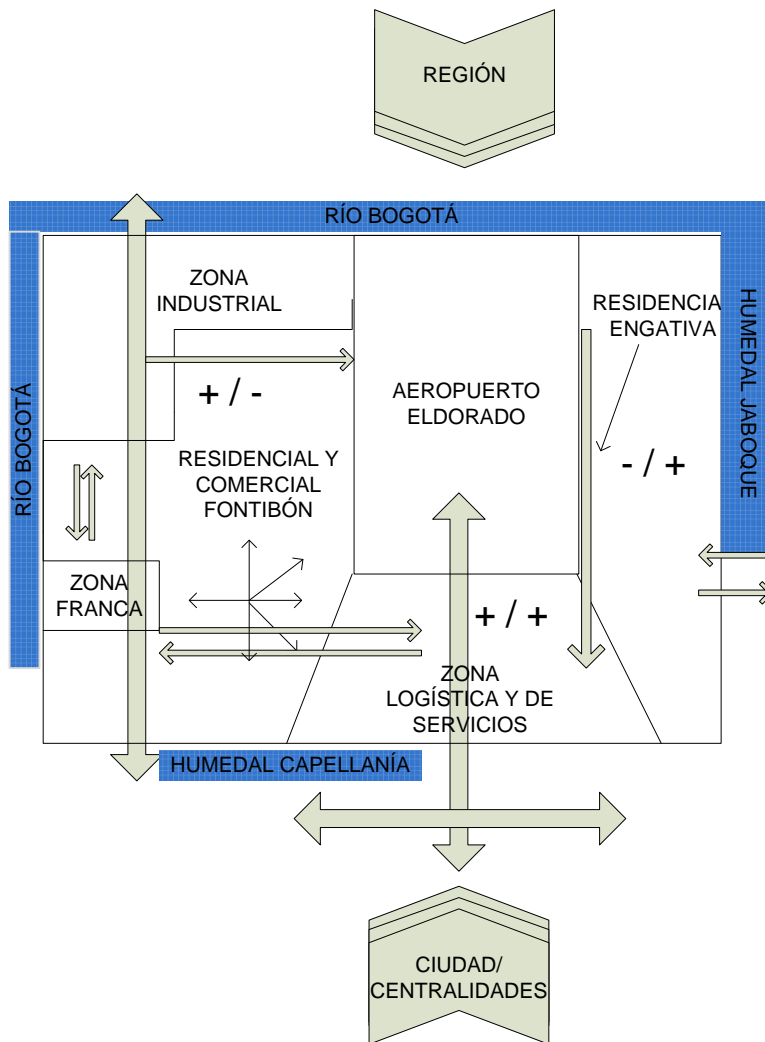 REGIÓN
RÍO BOGOTÁ
ZONA
INDUSTRIAL
RESIDENCIA
ENGATIVA
HUMEDAL JABOQUE
RÍO BOGOTÁ
+ / -
AEROPUERTO
ELDORADO
- / +
RESIDENCIAL Y
COMERCIAL
FONTIBÓN
ZONA
FRANCA
+ / +
ZONA
LOGÍSTICA Y DE
SERVICIOS
HUMEDAL CAPELLANÍA
CIUDAD/
CENTRALIDADES